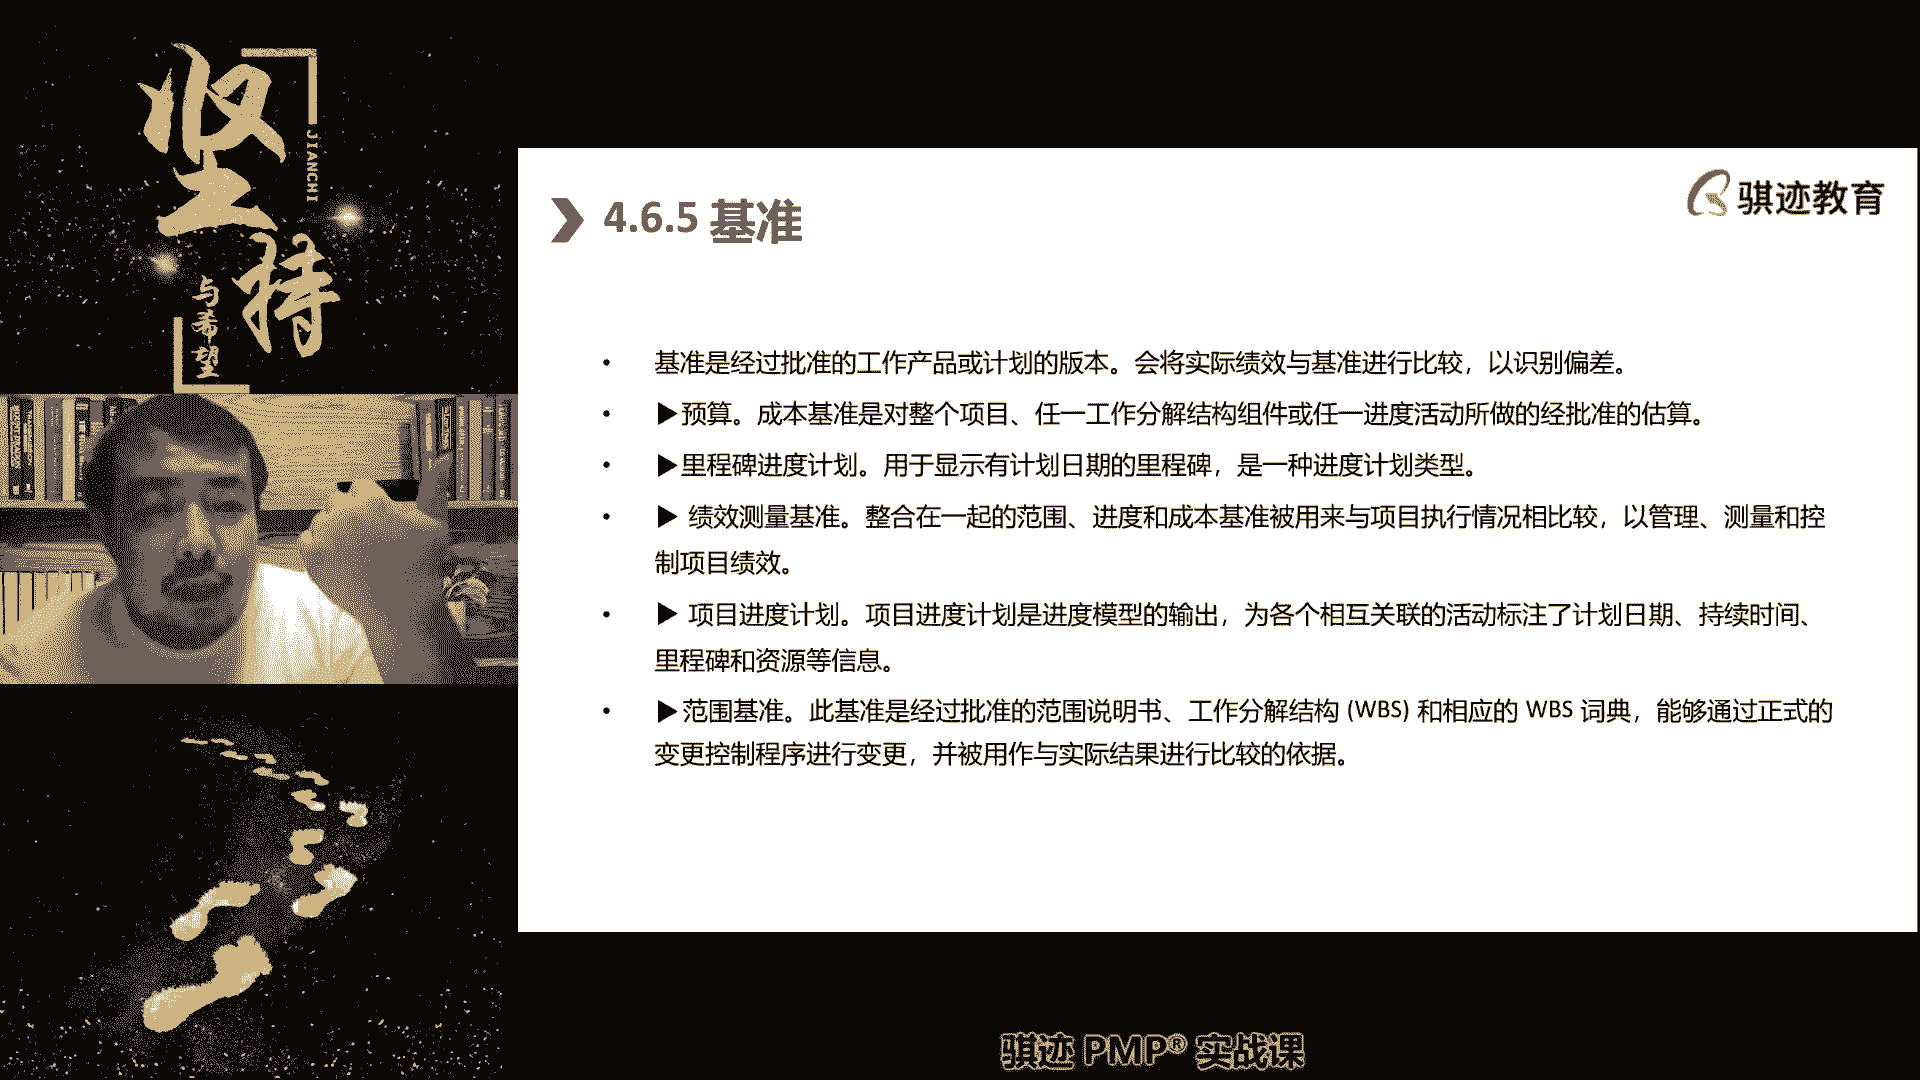 坚持
JIANCHI
与希望
骐迹教育
4.6.5 基准
• 基准是经过批准的工作产品或计划的版本。会将实际绩效与基准进行比较，以识别偏差。
• ▶预算。成本基准是对整个项目、任一工作分解结构组件或任一进度活动所做的经批准的估算。
• ▶里程碑进度计划。用于显示有计划日期的里程碑，是一种进度计划类型。
• ▶ 绩效测量基准。整合在一起的范围、进度和成本基准被用来与项目执行情况相比较，以管理、测量和控
制项目绩效。
• ▶ 项目进度计划。项目进度计划是进度模型的输出，为各个相互关联的活动标注了计划日期、持续时间、
里程碑和资源等信息。
• ▶范围基准。此基准是经过批准的范围说明书、工作分解结构 (WBS) 和相应的 WBS 词典，能够通过正式的
变更控制程序进行变更，并被用作与实际结果进行比较的依据。
骐迹 PMP® 实战课